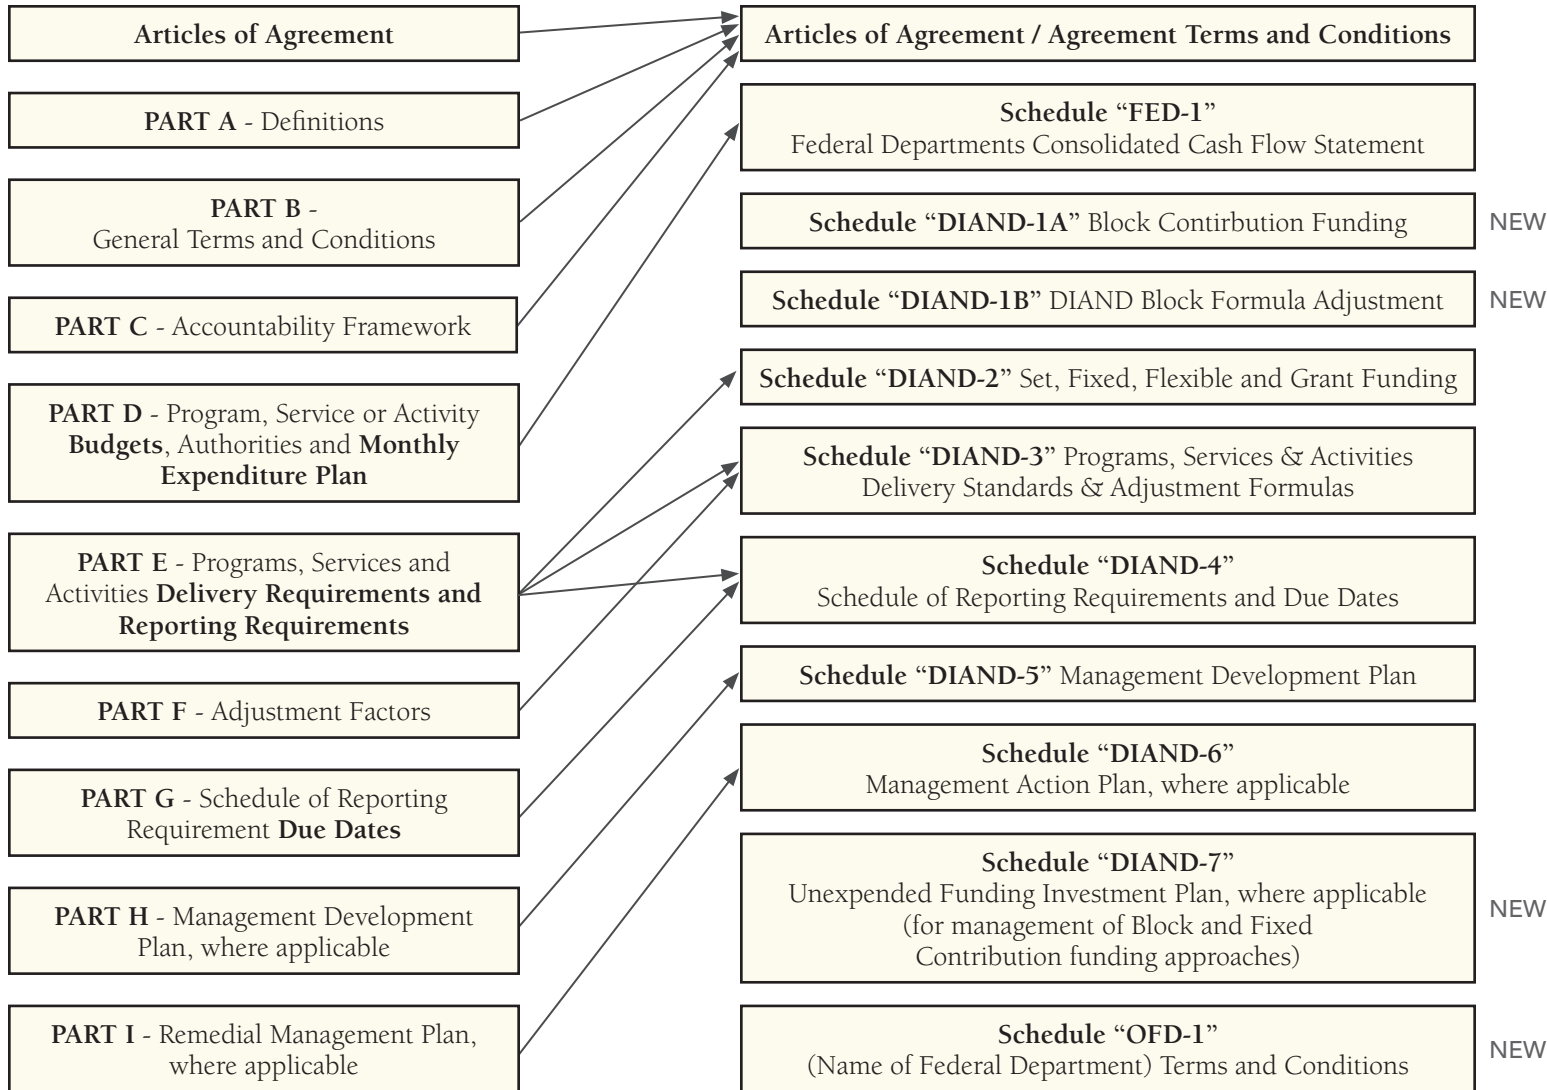 Articles of Agreement
PART A - Definitions
PART B -
General Terms and Conditions
PART C - Accountability Framework
PART D - Program, Service or Activity
Budgets, Authorities and Monthly
Expenditure Plan
PART E - Programs, Services and
Activities Delivery Requirements and
Reporting Requirements
PART F - Adjustment Factors
PART G - Schedule of Reporting
Requirement Due Dates
PART H - Management Development
Plan, where applicable
PART I - Remedial Management Plan,
where applicable
Articles of Agreement / Agreement Terms and Conditions
Schedule “FED-1”
Federal Departments Consolidated Cash Flow Statement
Schedule “DIAND-1A” Block Contirbution Funding NEW
Schedule “DIAND-1B” DIAND Block Formula Adjustment NEW
Schedule “DIAND-2” Set, Fixed, Flexible and Grant Funding
Schedule “DIAND-3” Programs, Services & Activities
Delivery Standards & Adjustment Formulas
Schedule “DIAND-4”
Schedule of Reporting Requirements and Due Dates
Schedule “DIAND-5” Management Development Plan
Schedule “DIAND-6”
Management Action Plan, where applicable
Schedule “DIAND-7”
Unexpended Funding Investment Plan, where applicable
(for management of Block and Fixed NEW
Contribution funding approaches)
Schedule “OFD-1”
(Name of Federal Department) Terms and Conditions NEW